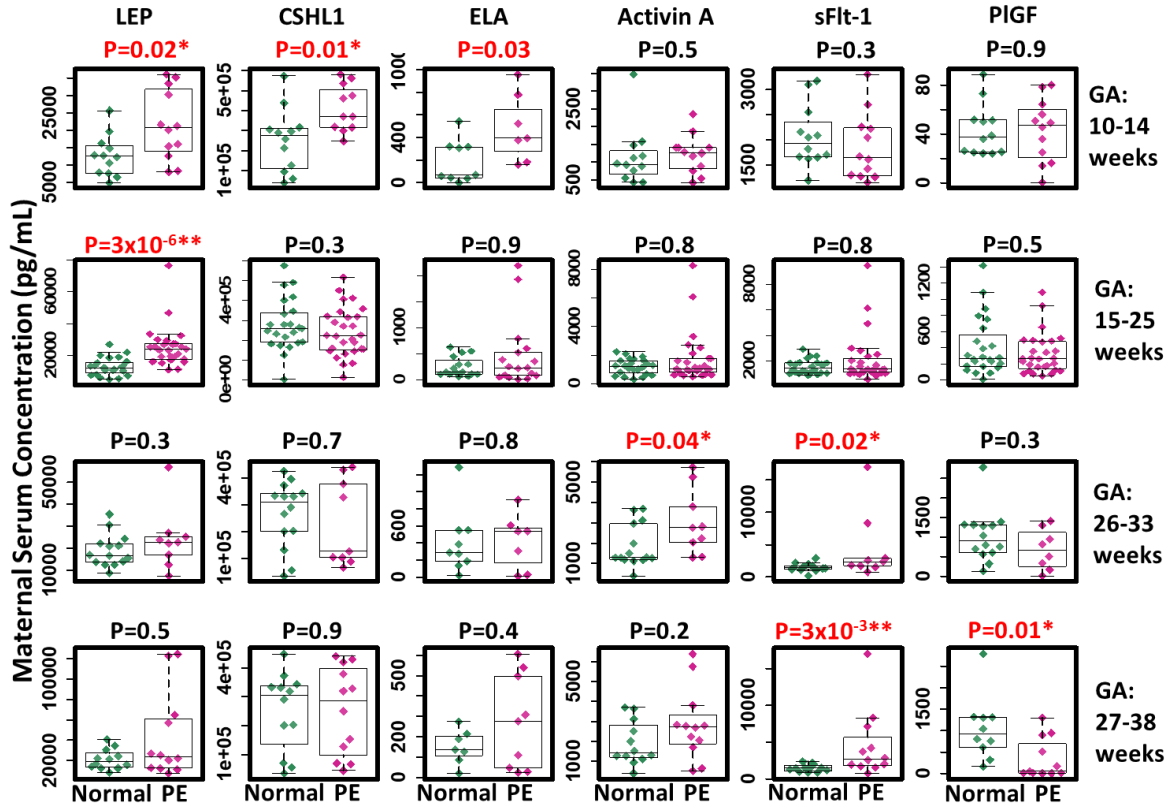 LEP CSHL1 ELA Activin A sFlt-1 PlGF
P=0.02* P=0.01* P=0.03 P=0.5 P=0.3 P=0.9
5000 25000
1e+05 5e+05
0 400 1000
500 2500
1500 3000
0 40 80
GA:
10-14
weeks
P=3x10⁻⁶** P=0.3 P=0.9 P=0.8 P=0.8 P=0.5
20000 60000
0e+00 4e+05
0 1000
0 4000 8000
2000 8000
0 600 1200
GA:
15-25
weeks
P=0.3 P=0.7 P=0.8 P=0.04* P=0.02* P=0.3
10000 50000
1e+05 4e+05
0 600
1000 5000
0 10000
0 1500
GA:
26-33
weeks
P=0.5 P=0.9 P=0.4 P=0.2 P=3x10⁻³** P=0.01*
20000 100000
1e+05 4e+05
0 200 500
1000 5000
0 10000
0 1500
GA:
27-38
weeks
Normal PE Normal PE Normal PE Normal PE Normal PE Normal PE
Maternal Serum Concentration (pg/mL)